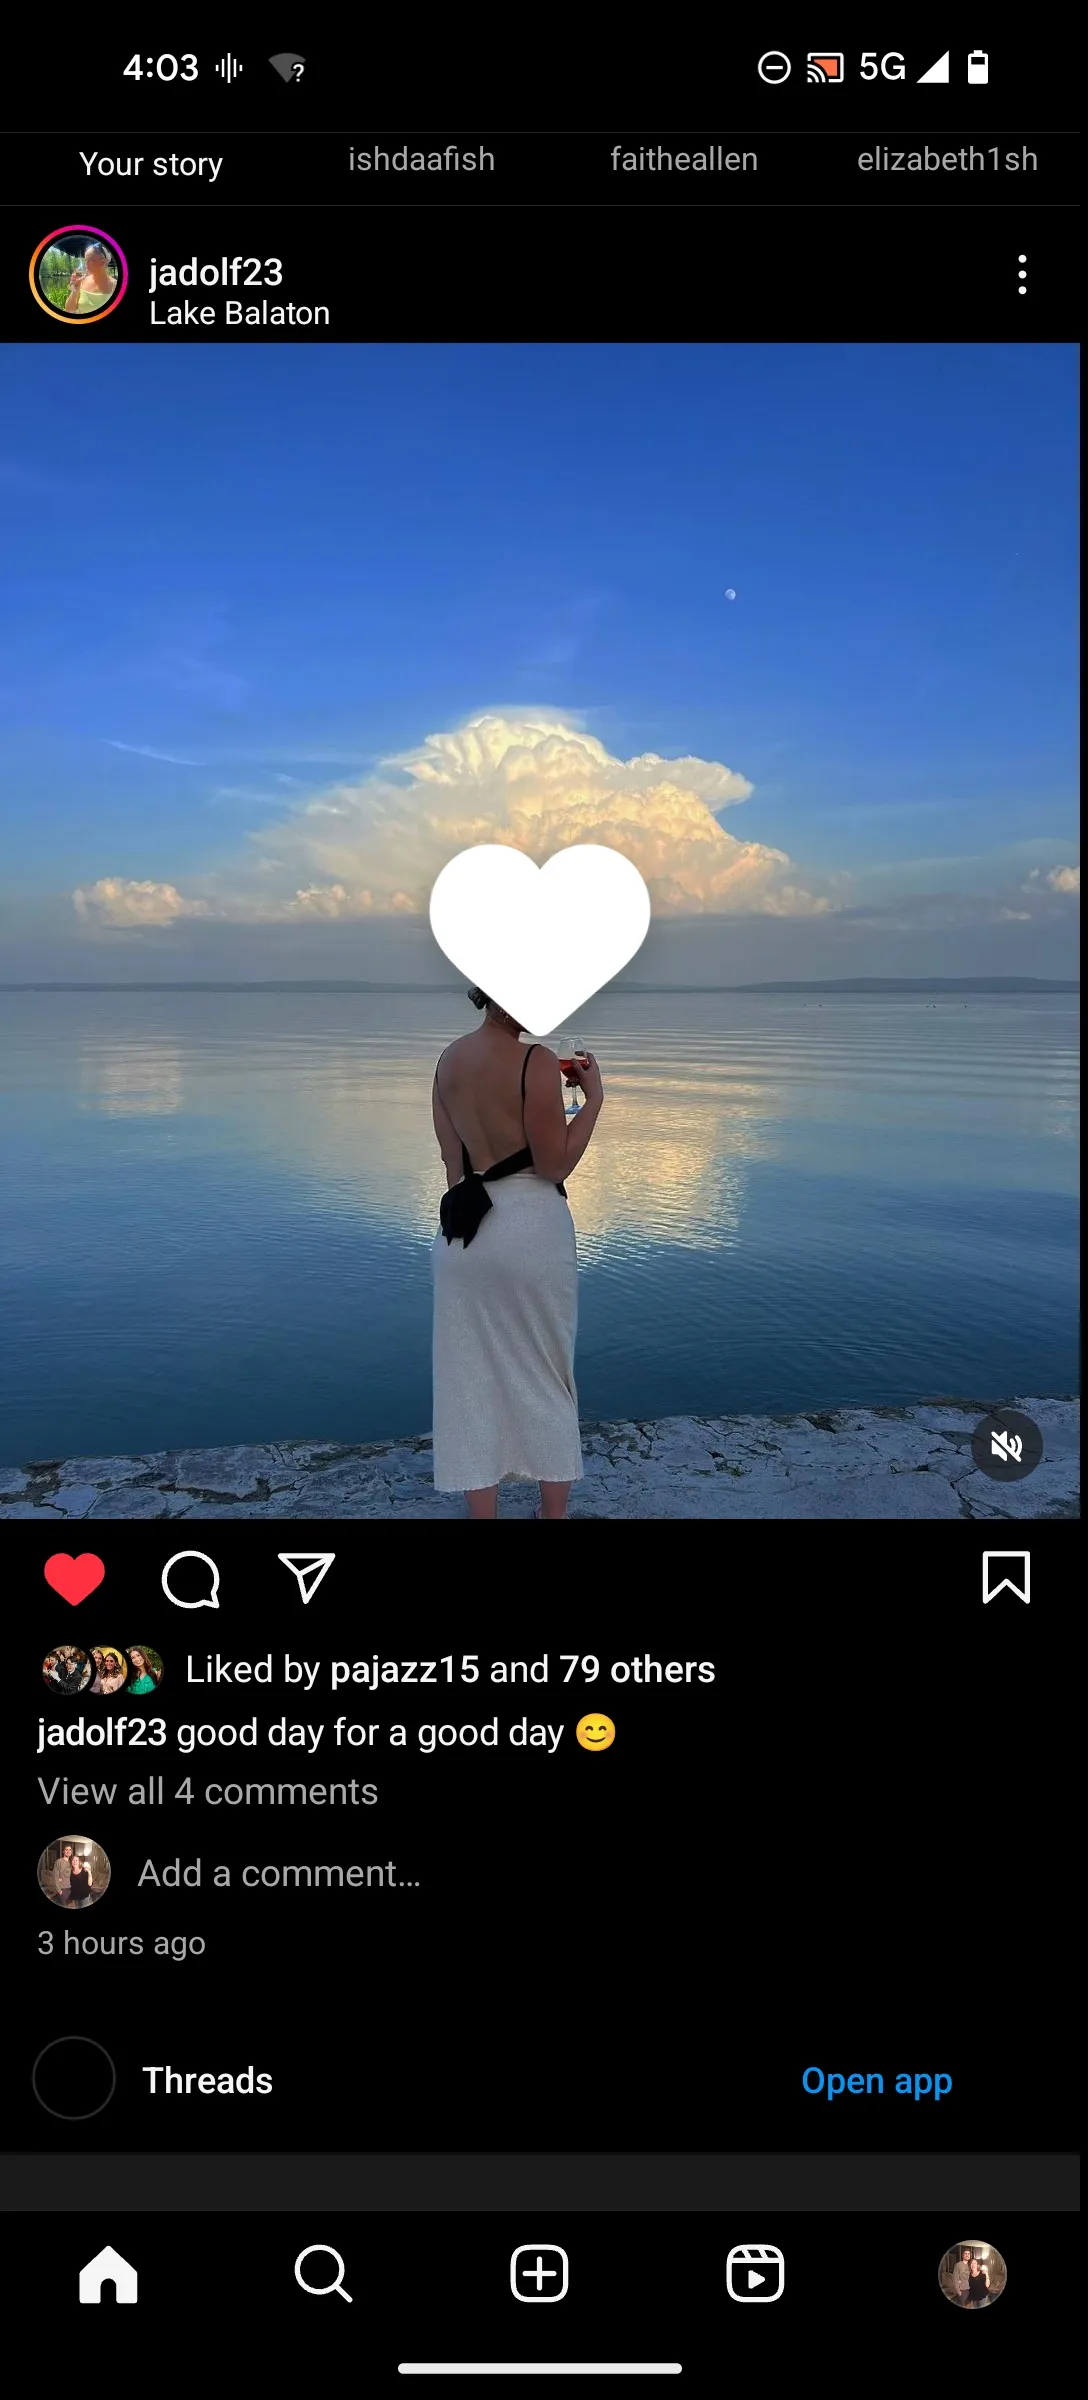 4:03 5G
Your story ishdaafish faitheallen elizabeth1sh
jadolf23
Lake Balaton
Liked by pajazz15 and 79 others
jadolf23 good day for a good day 😊
View all 4 comments
Add a comment...
3 hours ago
Threads Open app